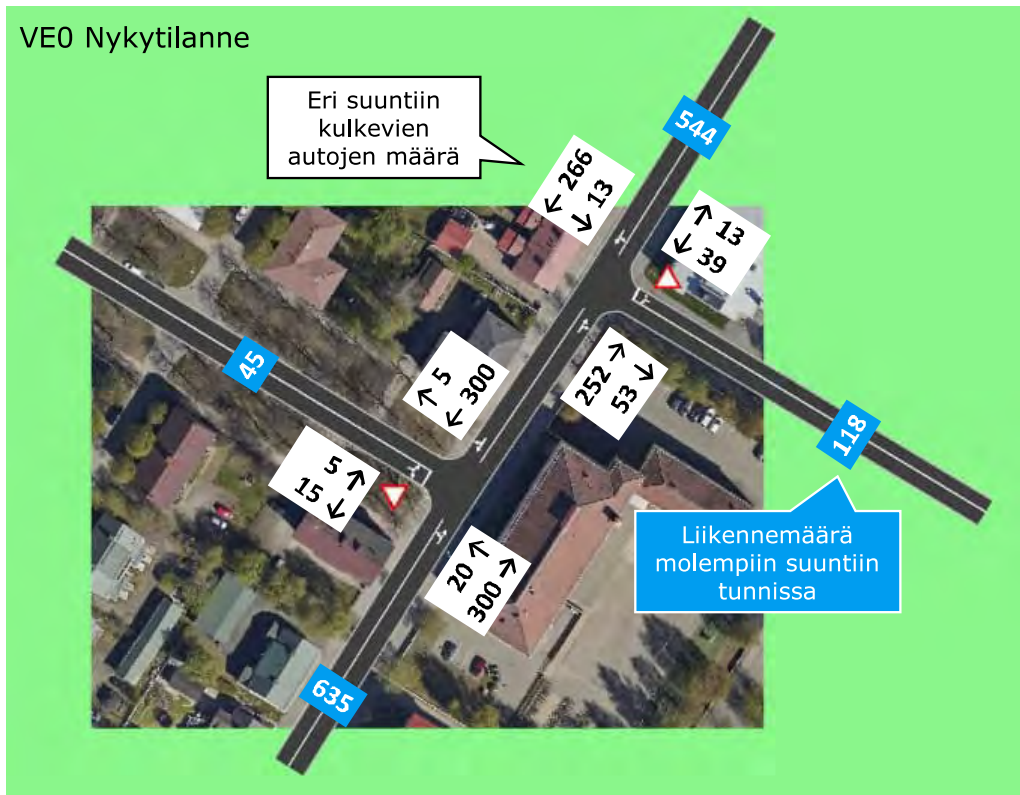 VE0 Nykytilanne
Eri suuntiin
kulkevien
autojen määrä
544
← 266
↓ 13
↑ 13
↓ 39
45
↑ 5
← 300
252 ↑
53 ↓
118
5 ↑
15 ↓
Liikennemäärä
molempiin suuntiin
tunnissa
20 ↑
300 →
635